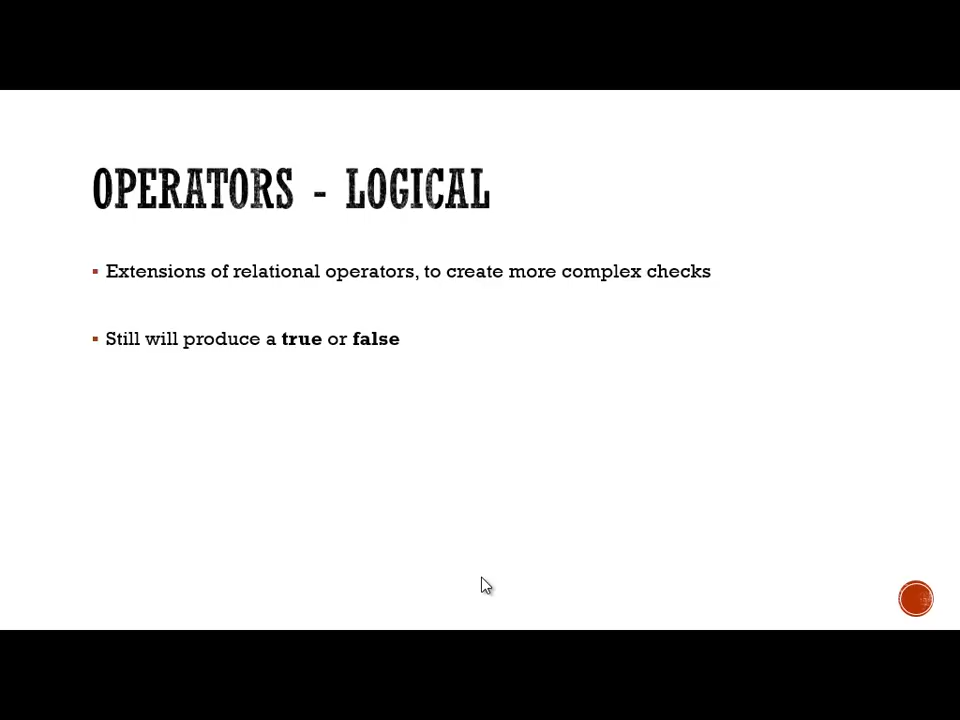 OPERATORS - LOGICAL
▪ Extensions of relational operators, to create more complex checks
▪ Still will produce a true or false